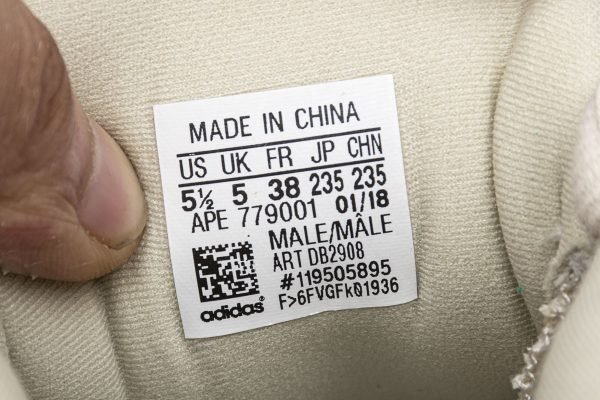 MADE IN CHINA
US UK FR JP CHN
5½ 5 38 235 235
APE 779001 01/18
MALE/MÂLE
ART DB2908
#119505895
F>6FVGFk01936
adidas®